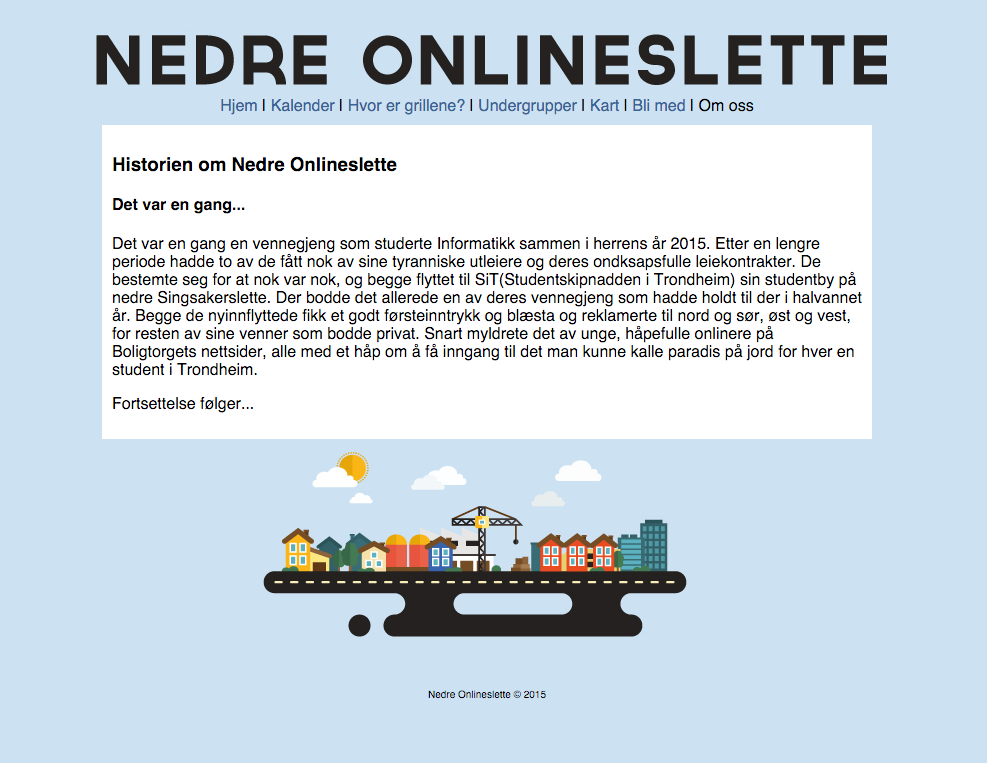 NEDRE ONLINESLETTE
Hjem | Kalender | Hvor er grillene? | Undergrupper | Kart | Bli med | Om oss
Historien om Nedre Onlineslette
Det var en gang...
Det var en gang en vennegjeng som studerte Informatikk sammen i herrens år 2015. Etter en lengre
periode hadde to av de fått nok av sine tyranniske utleiere og deres ondksapsfulle leiekontrakter. De
bestemte seg for at nok var nok, og begge flyttet til SiT(Studentskipnadden i Trondheim) sin studentby på
nedre Singsakerslette. Der bodde det allerede en av deres vennegjeng som hadde holdt til der i halvannet
år. Begge de nyinnflyttede fikk et godt førsteinntrykk og blæsta og reklamerte til nord og sør, øst og vest,
for resten av sine venner som bodde privat. Snart myldrete det av unge, håpefulle onlinere på
Boligtorgets nettsider, alle med et håp om å få inngang til det man kunne kalle paradis på jord for hver en
student i Trondheim.
Fortsettelse følger...
Nedre Onlineslette © 2015